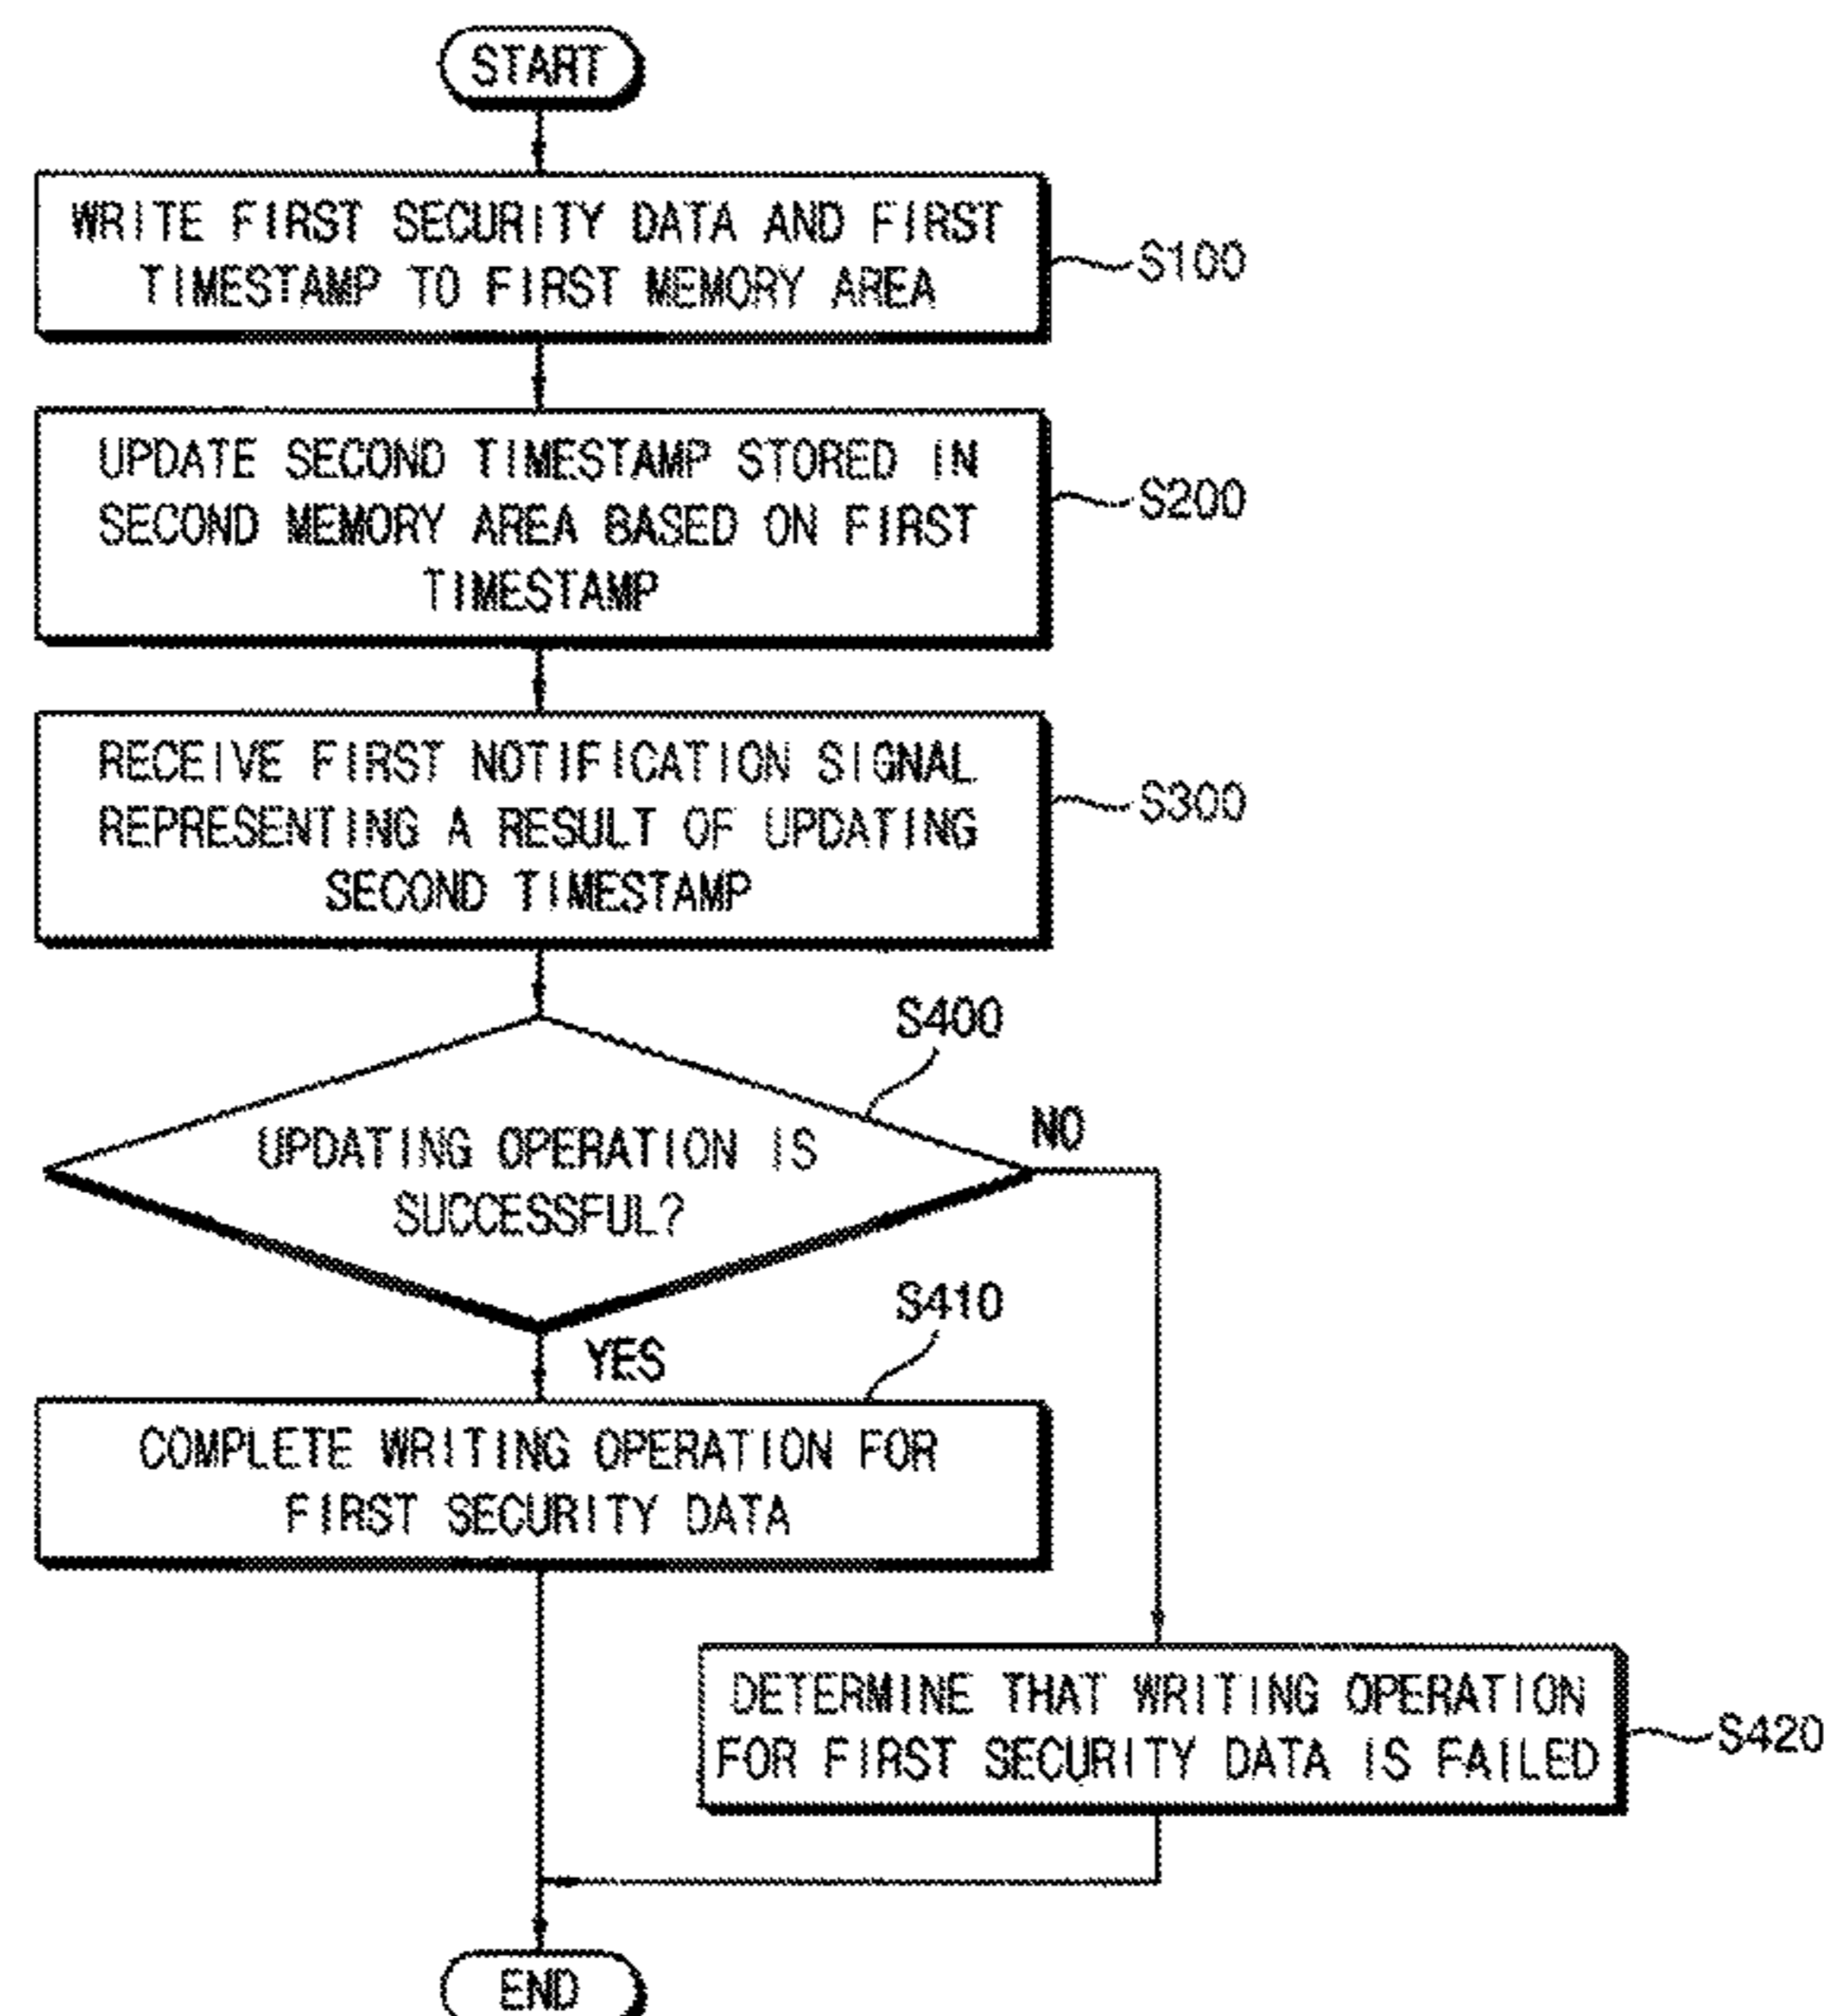 START
WRITE FIRST SECURITY DATA AND FIRST
TIMESTAMP TO FIRST MEMORY AREA
S100
UPDATE SECOND TIMESTAMP STORED IN
SECOND MEMORY AREA BASED ON FIRST
TIMESTAMP
S200
RECEIVE FIRST NOTIFICATION SIGNAL
REPRESENTING A RESULT OF UPDATING
SECOND TIMESTAMP
S300
S400
UPDATING OPERATION IS
SUCCESSFUL?
NO
YES
S410
COMPLETE WRITING OPERATION FOR
FIRST SECURITY DATA
DETERMINE THAT WRITING OPERATION
FOR FIRST SECURITY DATA IS FAILED
S420
END